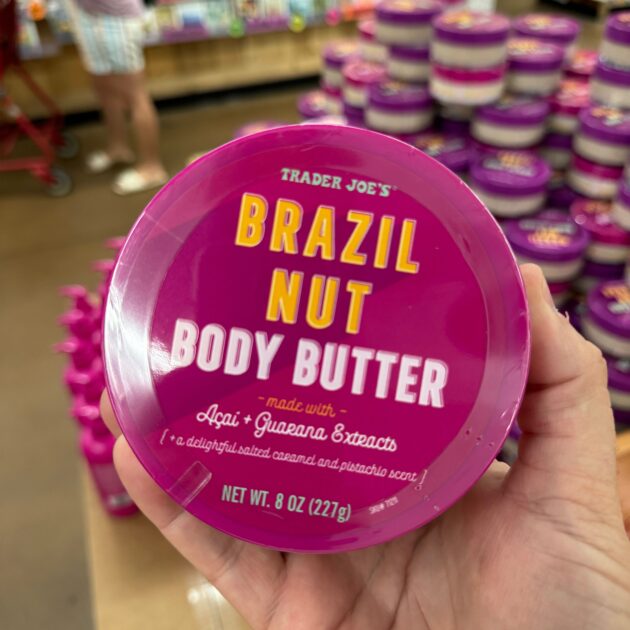 TRADER JOE'S
BRAZIL
NUT
BODY BUTTER
- made with -
Açai + Guarana Extracts
[ + a delightful salted caramel and pistachio scent ]
NET WT. 8 OZ (227g)